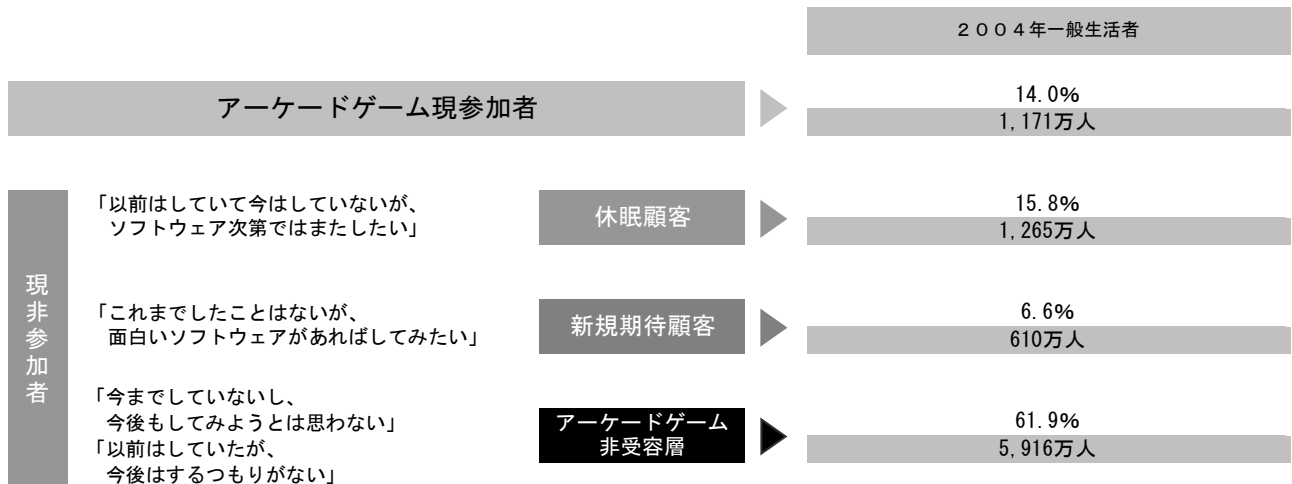 ２００４年一般生活者
アーケードゲーム現参加者
14.0%
1,171万人
現非参加者
「以前はしていて今はしていないが、
ソフトウェア次第ではまたしたい」
休眠顧客
15.8%
1,265万人
「これまでしたことはないが、
面白いソフトウェアがあればしてみたい」
新規期待顧客
6.6%
610万人
「今までしていないし、
今後もしてみようとは思わない」
「以前はしていたが、
今後はするつもりがない」
アーケードゲーム
非受容層
61.9%
5,916万人